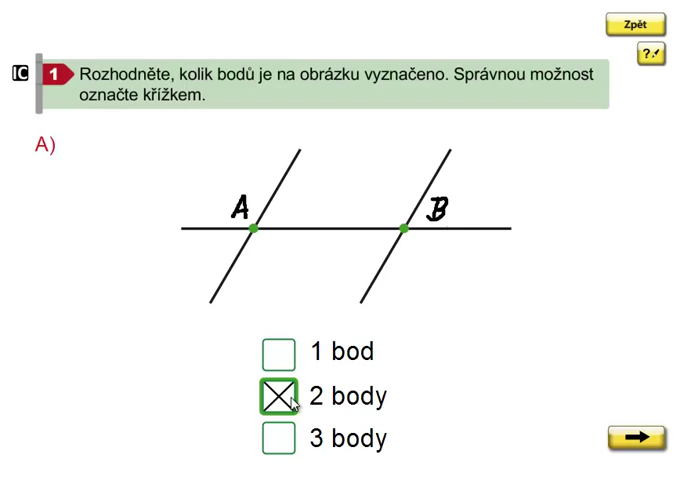 Zpět
?
IC
1 Rozhodněte, kolik bodů je na obrázku vyznačeno. Správnou možnost
označte křížkem.
A)
A B
1 bod
2 body
3 body